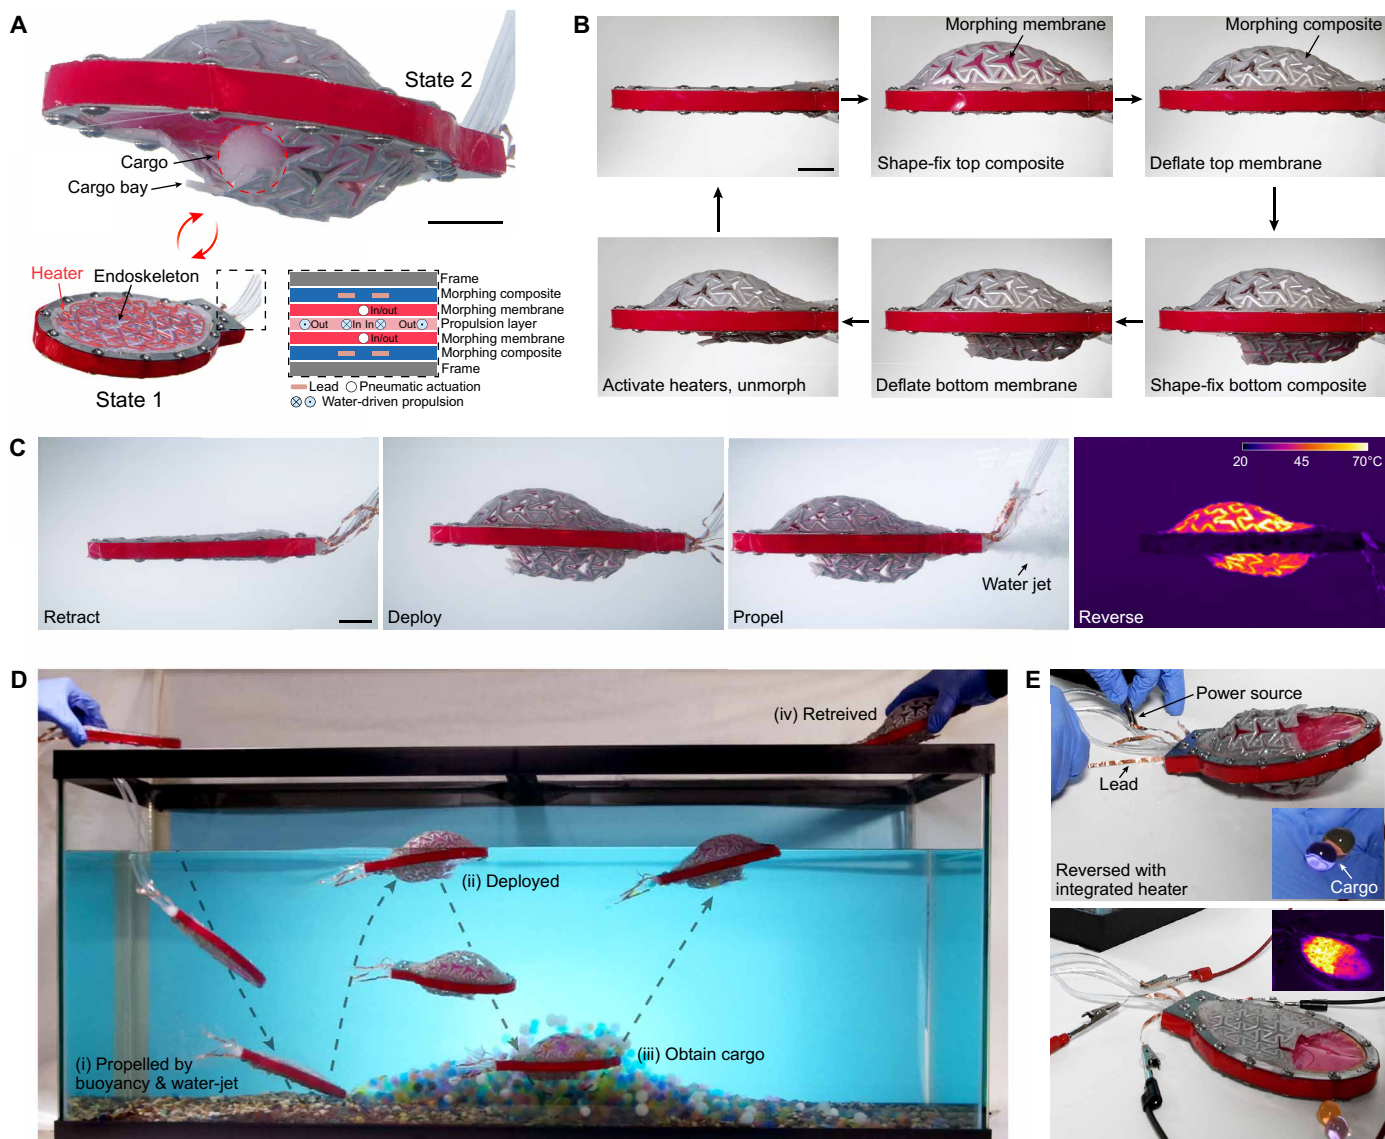 A
State 2
Cargo
Cargo bay
Heater
Endoskeleton
State 1
Frame
Morphing composite
In/out
Morphing membrane
Out
In In
Out
Propulsion layer
In/out
Morphing membrane
Morphing composite
Frame
Lead
Pneumatic actuation
Water-driven propulsion
B
Morphing membrane
Shape-fix top composite
Morphing composite
Deflate top membrane
Activate heaters, unmorph
Deflate bottom membrane
Shape-fix bottom composite
C
Retract
Deploy
Water jet
Propel
20 45 70°C
Reverse
D
(iv) Retreived
(ii) Deployed
(i) Propelled by
buoyancy & water-jet
(iii) Obtain cargo
E
Power source
Lead
Reversed with
integrated heater
Cargo